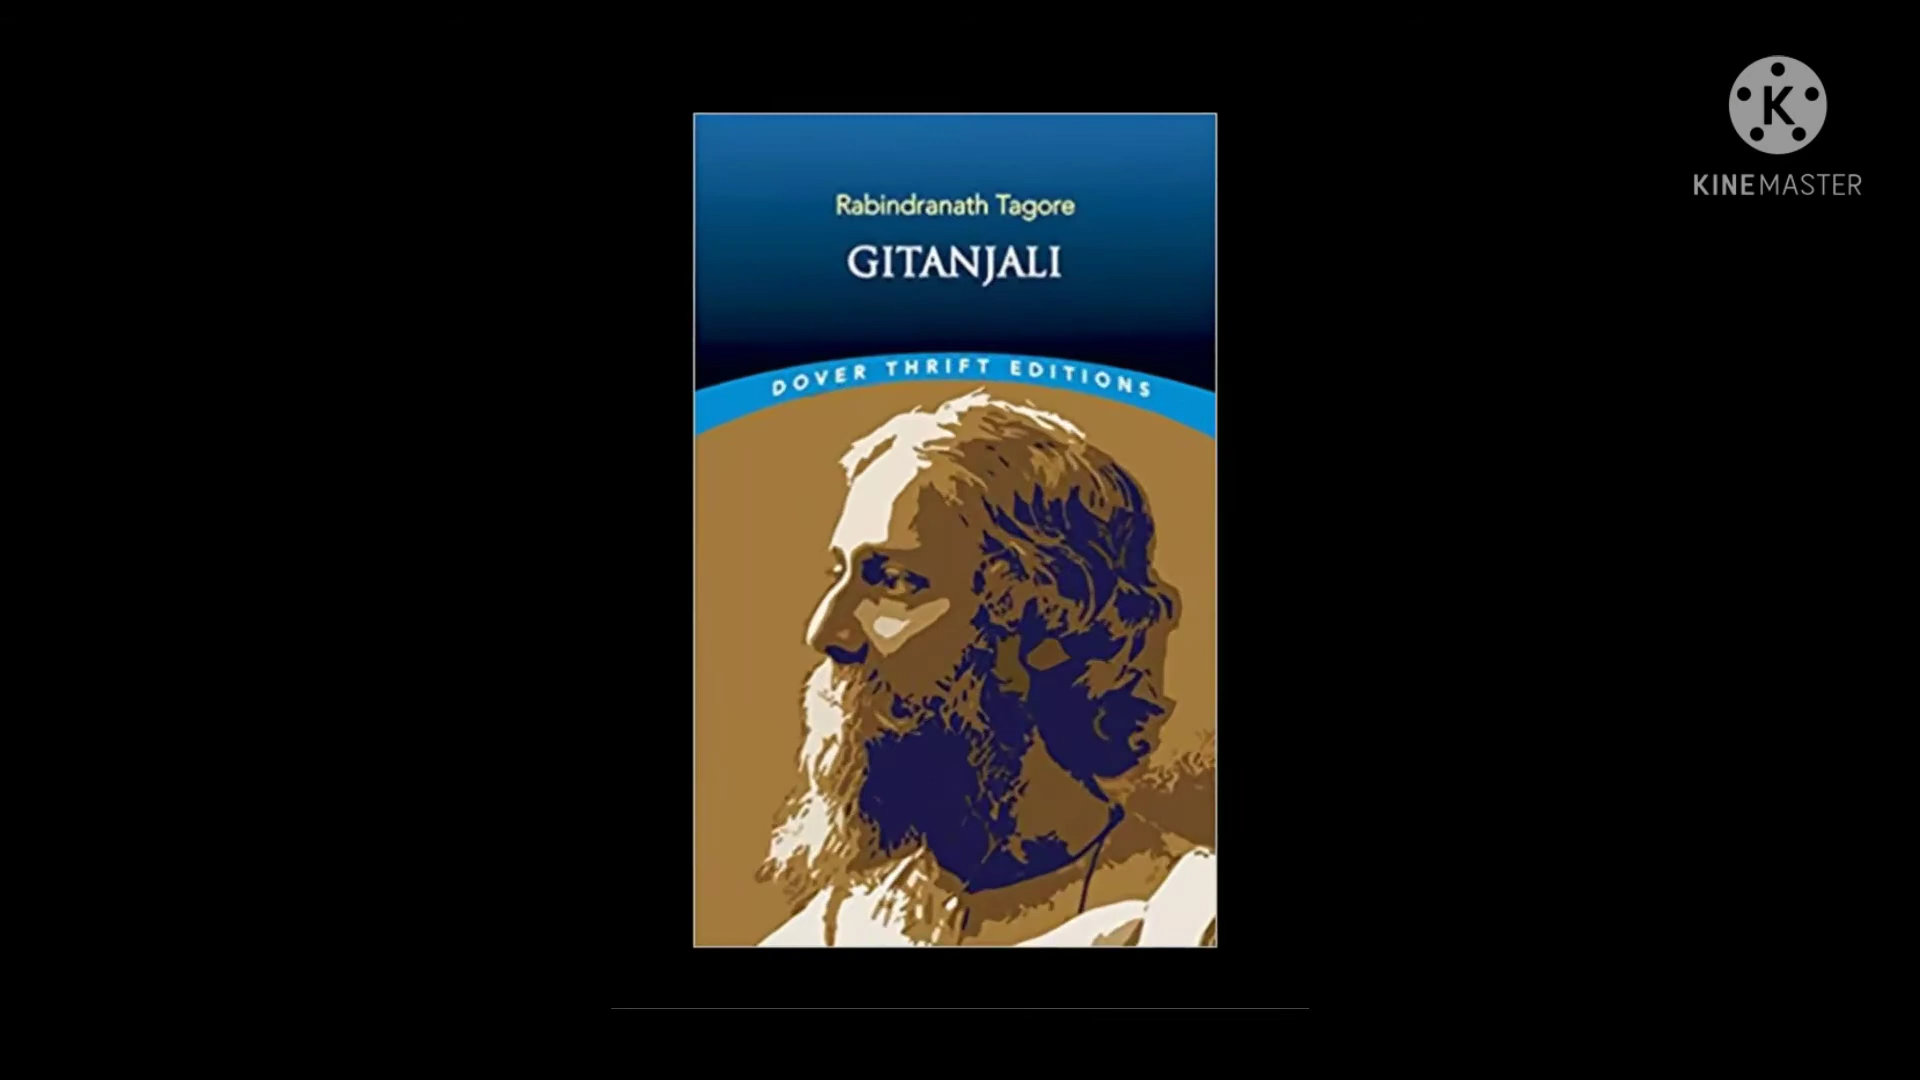 Rabindranath Tagore
GITANJALI
DOVER THRIFT EDITIONS
K
KINEMASTER